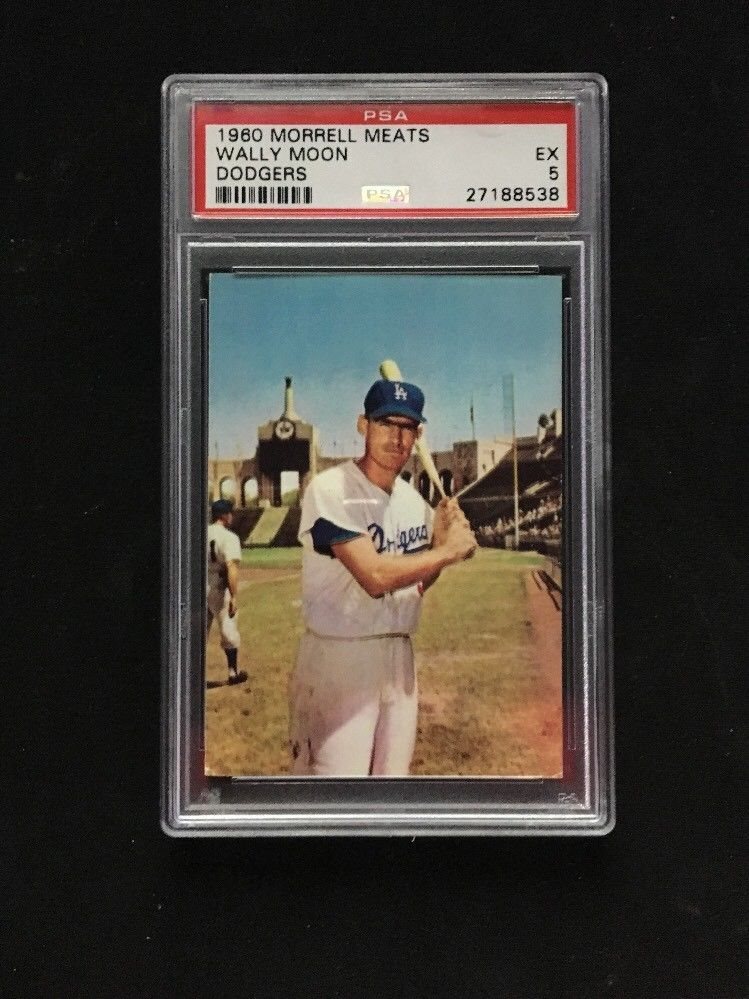 PSA
1960 MORRELL MEATS
WALLY MOON EX
DODGERS 5
PSA 27188538
LA
Dodgers